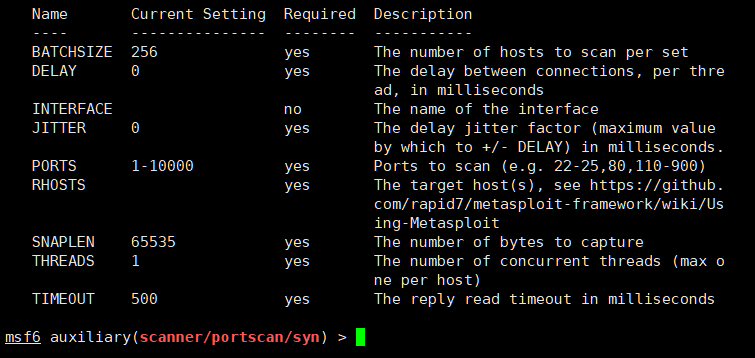 Name       Current Setting  Required  Description
----       ---------------  --------  -----------
BATCHSIZE  256              yes       The number of hosts to scan per set
DELAY      0                yes       The delay between connections, per thre
                                      ad, in milliseconds
INTERFACE                   no        The name of the interface
JITTER     0                yes       The delay jitter factor (maximum value
                                      by which to +/- DELAY) in milliseconds.
PORTS      1-10000          yes       Ports to scan (e.g. 22-25,80,110-900)
RHOSTS                      yes       The target host(s), see https://github.
                                      com/rapid7/metasploit-framework/wiki/Us
                                      ing-Metasploit
SNAPLEN    65535            yes       The number of bytes to capture
THREADS    1                yes       The number of concurrent threads (max o
                                      ne per host)
TIMEOUT    500              yes       The reply read timeout in milliseconds
msf6 auxiliary(scanner/portscan/syn) >